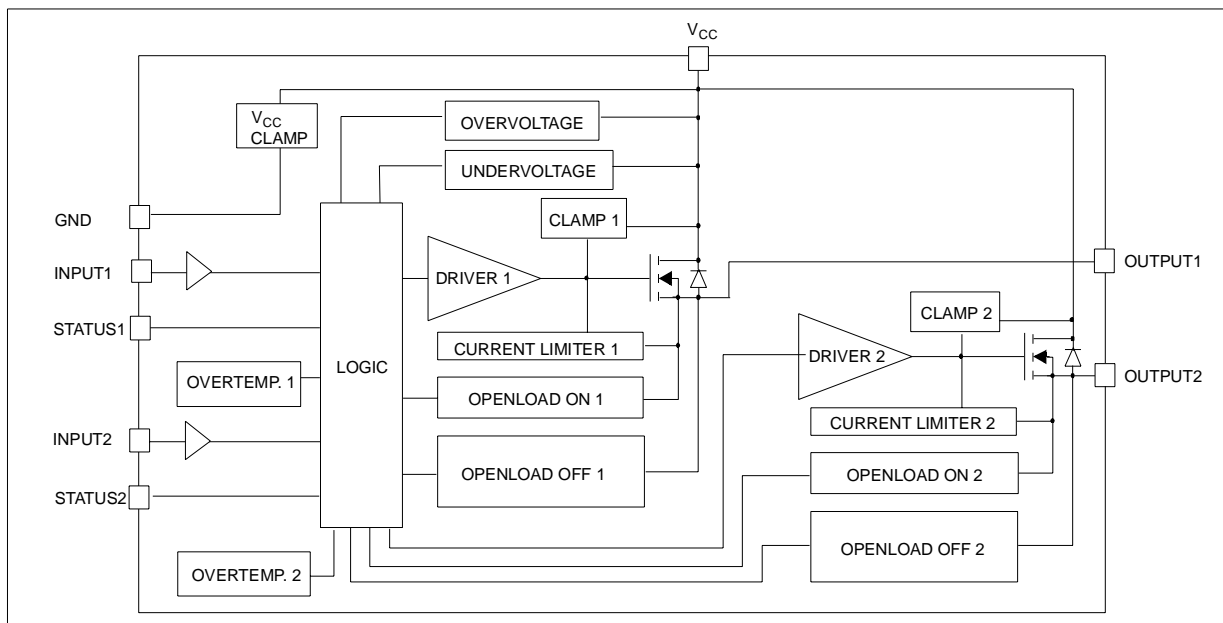 VCC
VCC
CLAMP
OVERVOLTAGE
UNDERVOLTAGE
GND
CLAMP 1
INPUT1
DRIVER 1
OUTPUT1
STATUS1
CLAMP 2
CURRENT LIMITER 1
LOGIC
DRIVER 2
OVERTEMP. 1
OUTPUT2
OPENLOAD ON 1
INPUT2
CURRENT LIMITER 2
OPENLOAD OFF 1
OPENLOAD ON 2
STATUS2
OPENLOAD OFF 2
OVERTEMP. 2